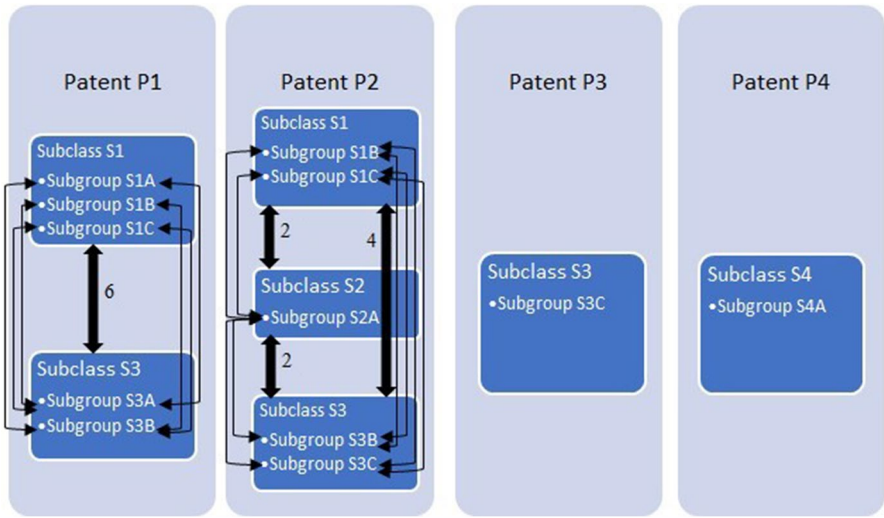 Patent P1
Subclass S1
•Subgroup S1A
•Subgroup S1B
•Subgroup S1C
6
Subclass S3
•Subgroup S3A
•Subgroup S3B
Patent P2
Subclass S1
•Subgroup S1B
•Subgroup S1C
2
4
Subclass S2
•Subgroup S2A
2
Subclass S3
•Subgroup S3B
•Subgroup S3C
Patent P3
Subclass S3
•Subgroup S3C
Patent P4
Subclass S4
•Subgroup S4A